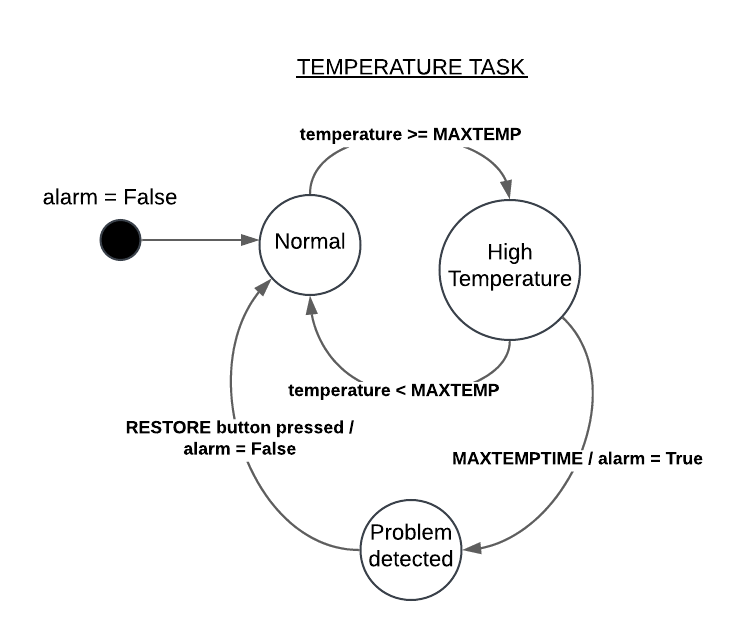 TEMPERATURE TASK
temperature >= MAXTEMP
alarm = False
Normal
High
Temperature
temperature < MAXTEMP
RESTORE button pressed /
alarm = False
MAXTEMPTIME / alarm = True
Problem
detected